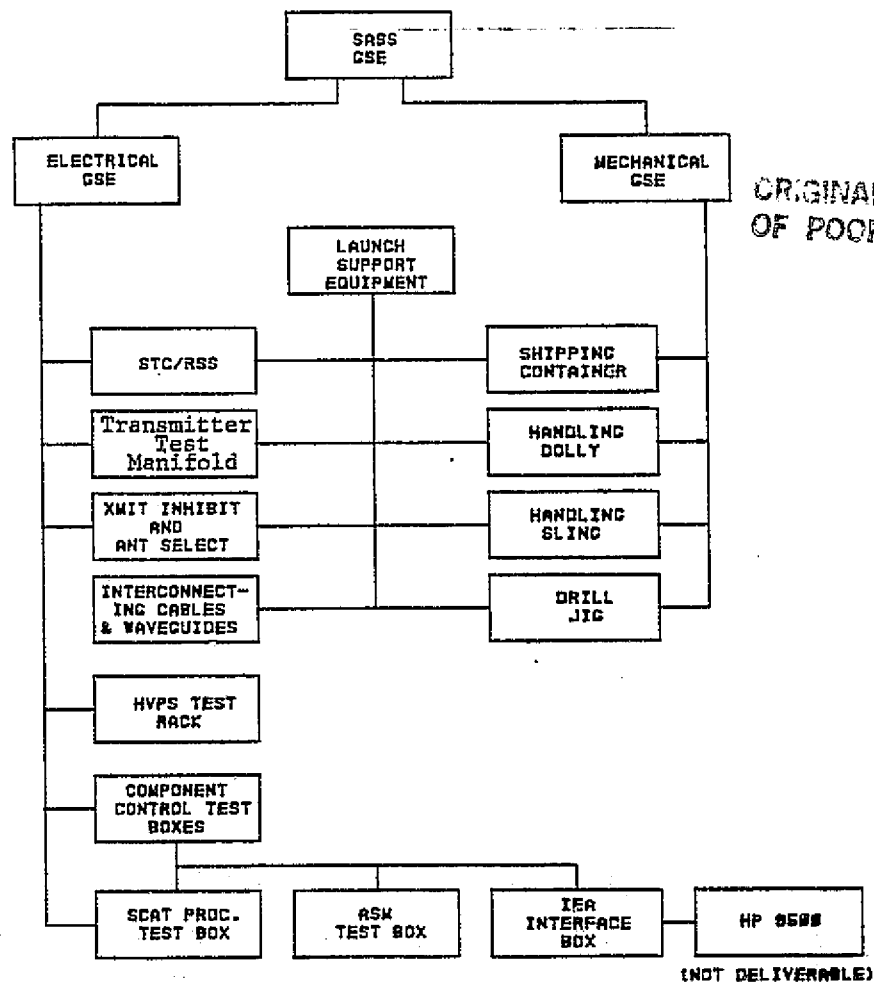 SASS
GSE
ELECTRICAL
GSE
MECHANICAL
GSE
ORIGINAL
OF POOR
LAUNCH
SUPPORT
EQUIPMENT
STC/RSS
SHIPPING
CONTAINER
Transmitter
Test
Manifold
HANDLING
DOLLY
XMIT INHIBIT
AND
ANT SELECT
HANDLING
SLING
INTERCONNECT-
ING CABLES
& WAVEGUIDES
DRILL
JIG
HVPS TEST
RACK
COMPONENT
CONTROL TEST
BOXES
SCAT PROC.
TEST BOX
ASM
TEST BOX
IEA
INTERFACE
BOX
HP
(NOT DELIVERABLE)